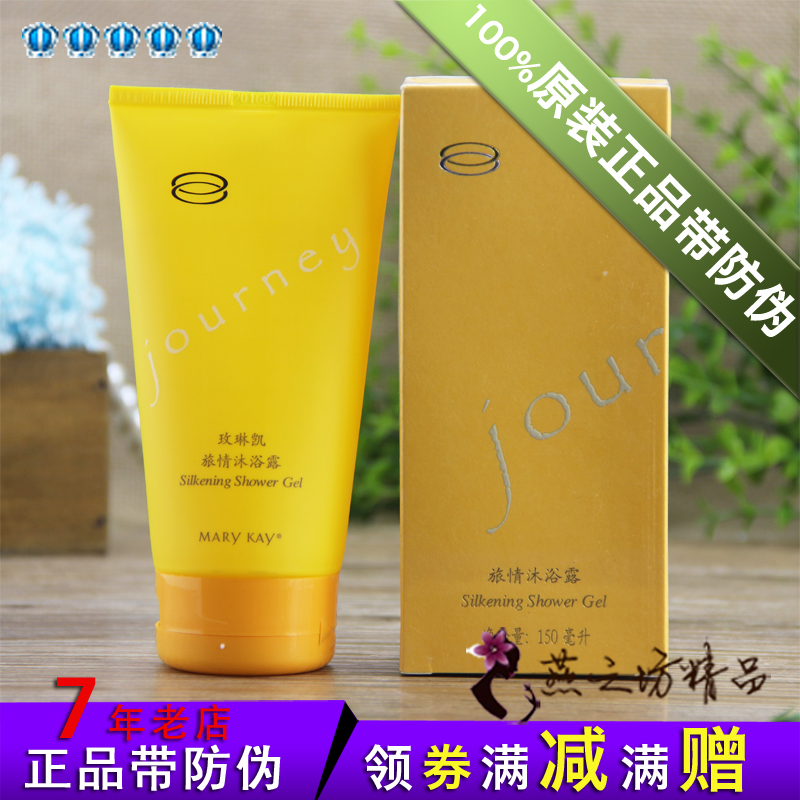 100%原装正品带防伪
journey
玫琳凯
旅情沐浴露
Silkening Shower Gel
MARY KAY®
journ
旅情沐浴露
Silkening Shower Gel
净含量: 150 毫升
燕之坊精品
7年老店
正品带防伪
领券满减满赠